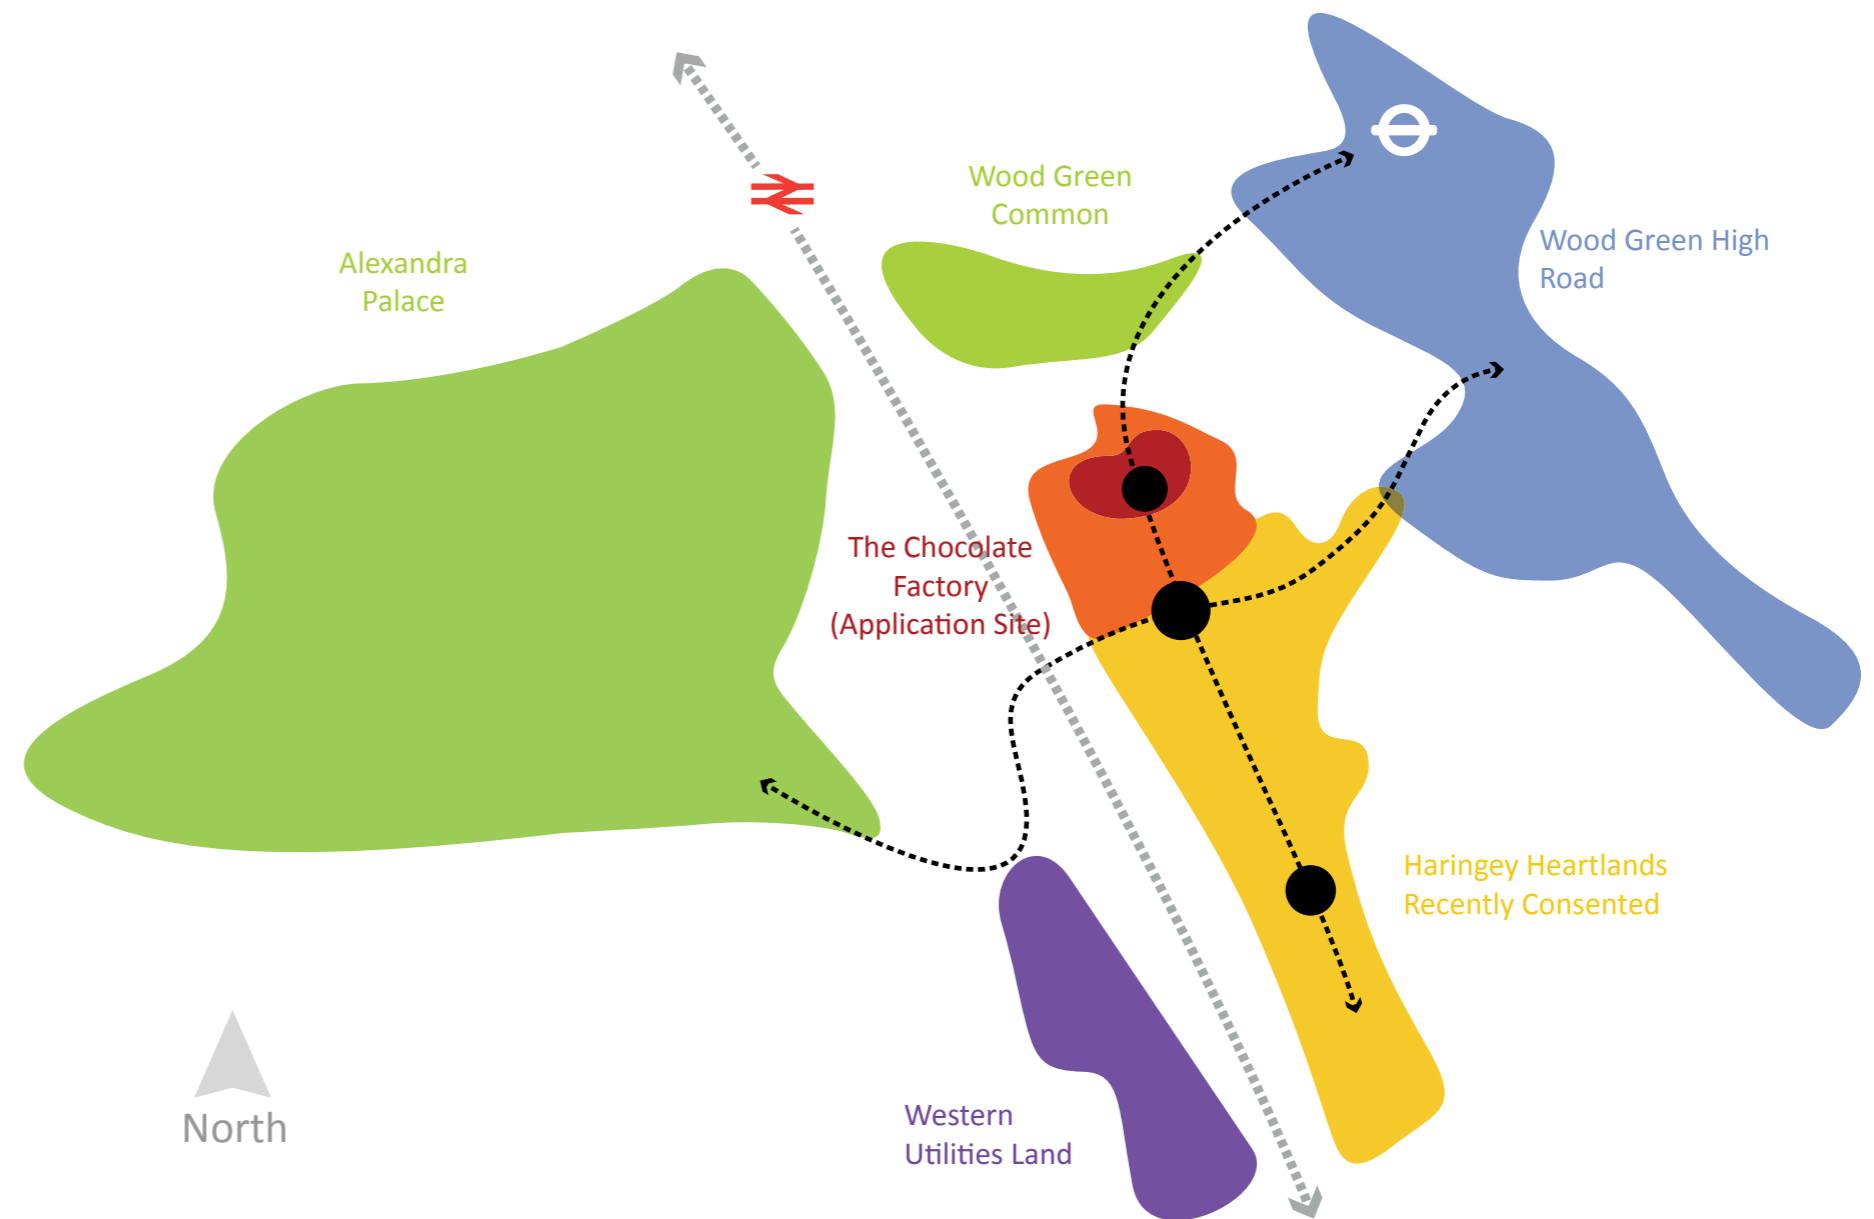 Wood Green
Common
Wood Green High
Road
Alexandra
Palace
The Chocolate
Factory
(Application Site)
Haringey Heartlands
Recently Consented
Western
Utilities Land
North